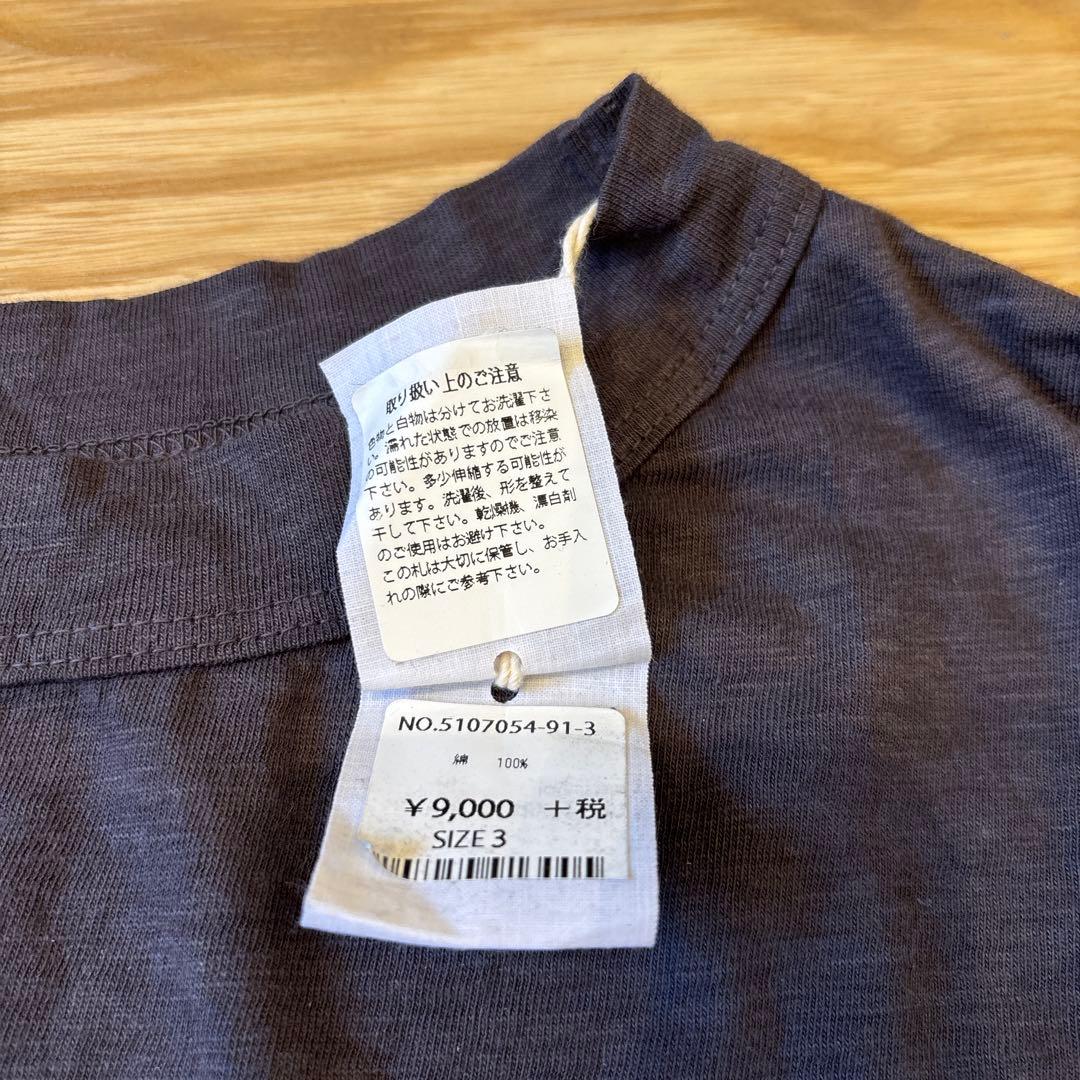 取り扱い上のご注意
色物と白物は分けてお洗濯下さ
い。濡れた状態での放置は移染
の可能性がありますのでご注意
下さい。多少伸縮する可能性が
あります。洗濯後、形を整えて
干して下さい。乾燥機、漂白剤
のご使用はお避け下さい。
この札は大切に保管し、お手入
れの際にご参考下さい。
NO.5107054-91-3
綿 100%
¥9,000 +税
SIZE 3